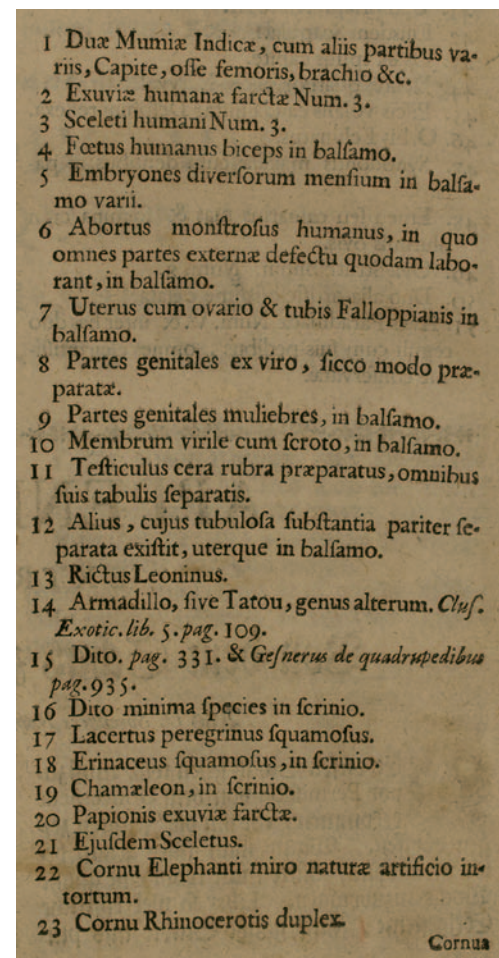 1 Duæ Mumiæ Indicæ, cum aliis partibus va-
riis, Capite, oſſe femoris, brachio &c.
2 Exuviæ humanæ farctæ Num. 3.
3 Sceleti humani Num. 3.
4 Fœtus humanus biceps in balſamo.
5 Embryones diverſorum menſium in balſa-
mo varii.
6 Abortus monſtroſus humanus, in quo
omnes partes externæ defectu quodam labo-
rant, in balſamo.
7 Uterus cum ovario & tubis Falloppianis in
balſamo.
8 Partes genitales ex viro, ſicco modo præ-
paratæ.
9 Partes genitales muliebres, in balſamo.
10 Membrum virile cum ſcroto, in balſamo.
11 Teſticulus cera rubra præparatus, omnibus
ſuis tabulis ſeparatis.
12 Alius, cujus tubuloſa ſubſtantia pariter ſe-
parata exiſtit, uterque in balſamo.
13 Rictus Leoninus.
14 Armadillo, ſive Tatou, genus alterum. Cluſ.
Exotic. lib. 5. pag. 109.
15 Dito. pag. 331. & Geſnerus de quadrupedibus
pag. 935.
16 Dito minima ſpecies in ſcrinio.
17 Lacertus peregrinus ſquamoſus.
18 Erinaceus ſquamoſus, in ſcrinio.
19 Chamæleon, in ſcrinio.
20 Papionis exuviæ farctæ.
21 Ejuſdem Sceletus.
22 Cornu Elephanti miro naturæ artificio in-
tortum.
23 Cornu Rhinocerotis duplex.
Cornua